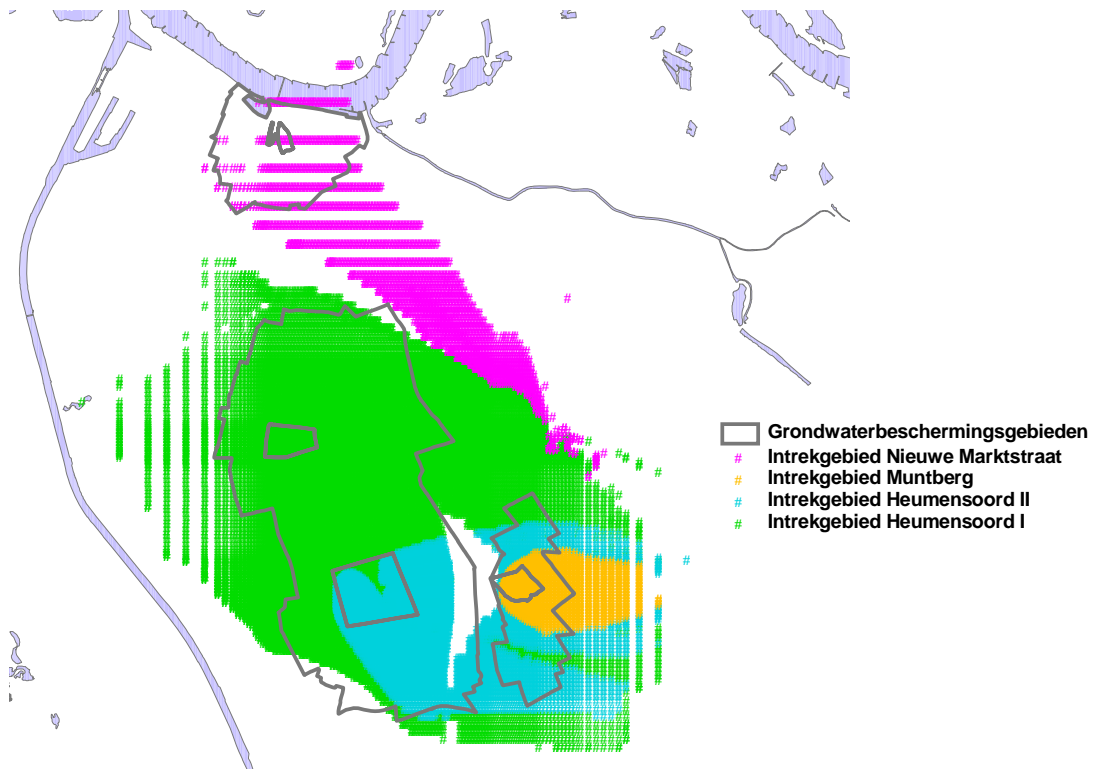 Grondwaterbeschermingsgebieden
# Intrekgebied Nieuwe Marktstraat
# Intrekgebied Muntberg
# Intrekgebied Heumensoord II
# Intrekgebied Heumensoord I